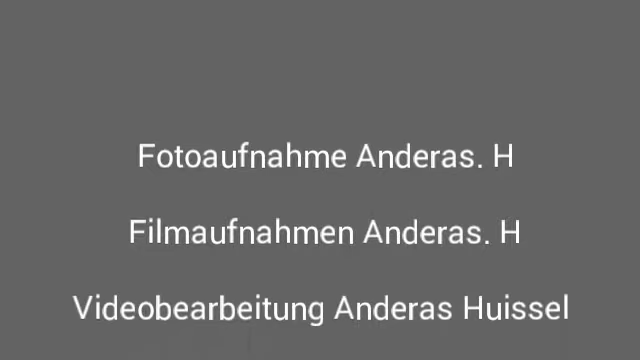 Fotoaufnahme Anderas. H
Filmaufnahmen Anderas. H
Videobearbeitung Anderas Huissel